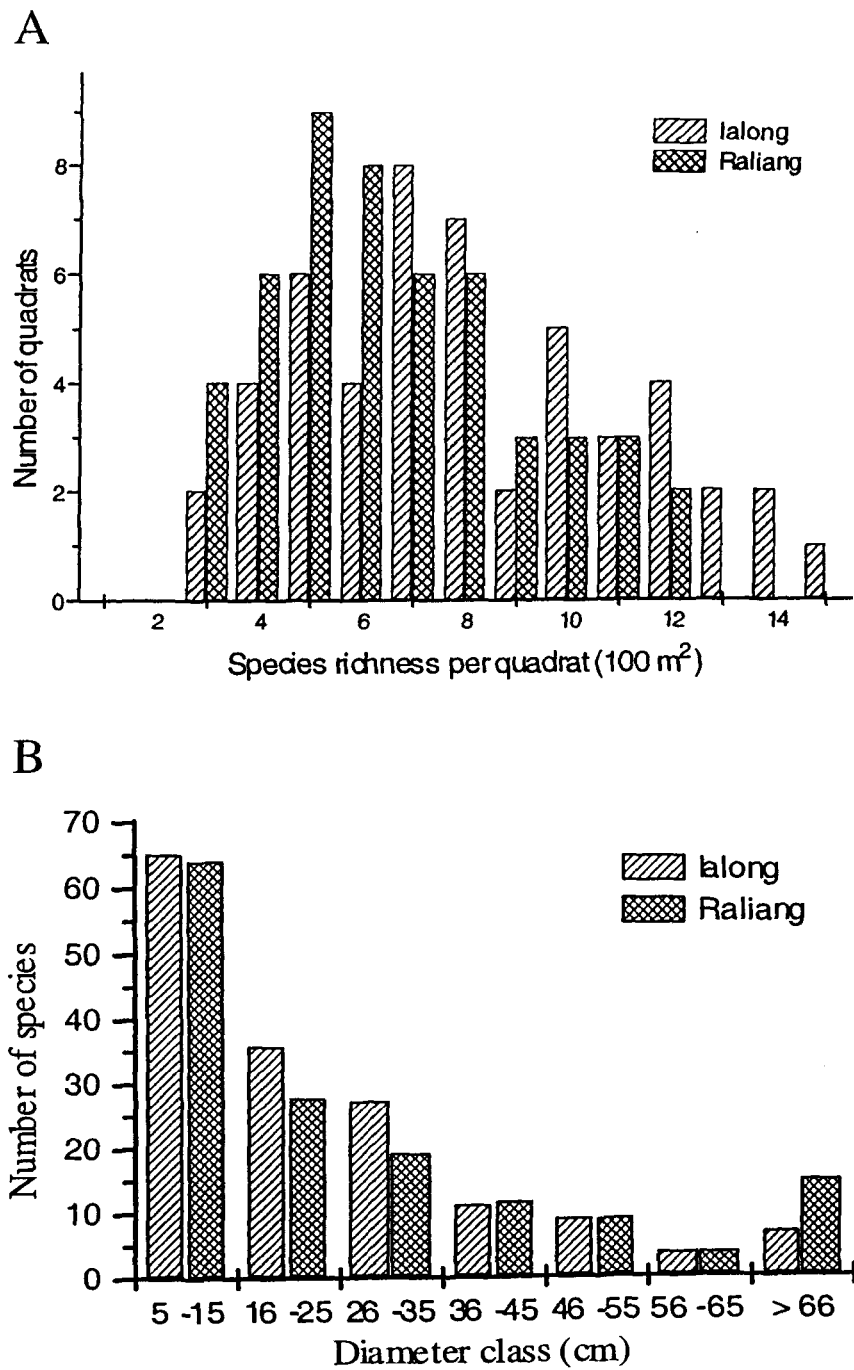 A
Ialong
Raliang
Number of quadrats
8
6
4
2
0
2 4 6 8 10 12 14
Species richness per quadrat (100 m²)
B
Ialong
Raliang
Number of species
70
60
50
40
30
20
10
0
5 -15 16 -25 26 -35 36 -45 46 -55 56 -65 > 66
Diameter class (cm)